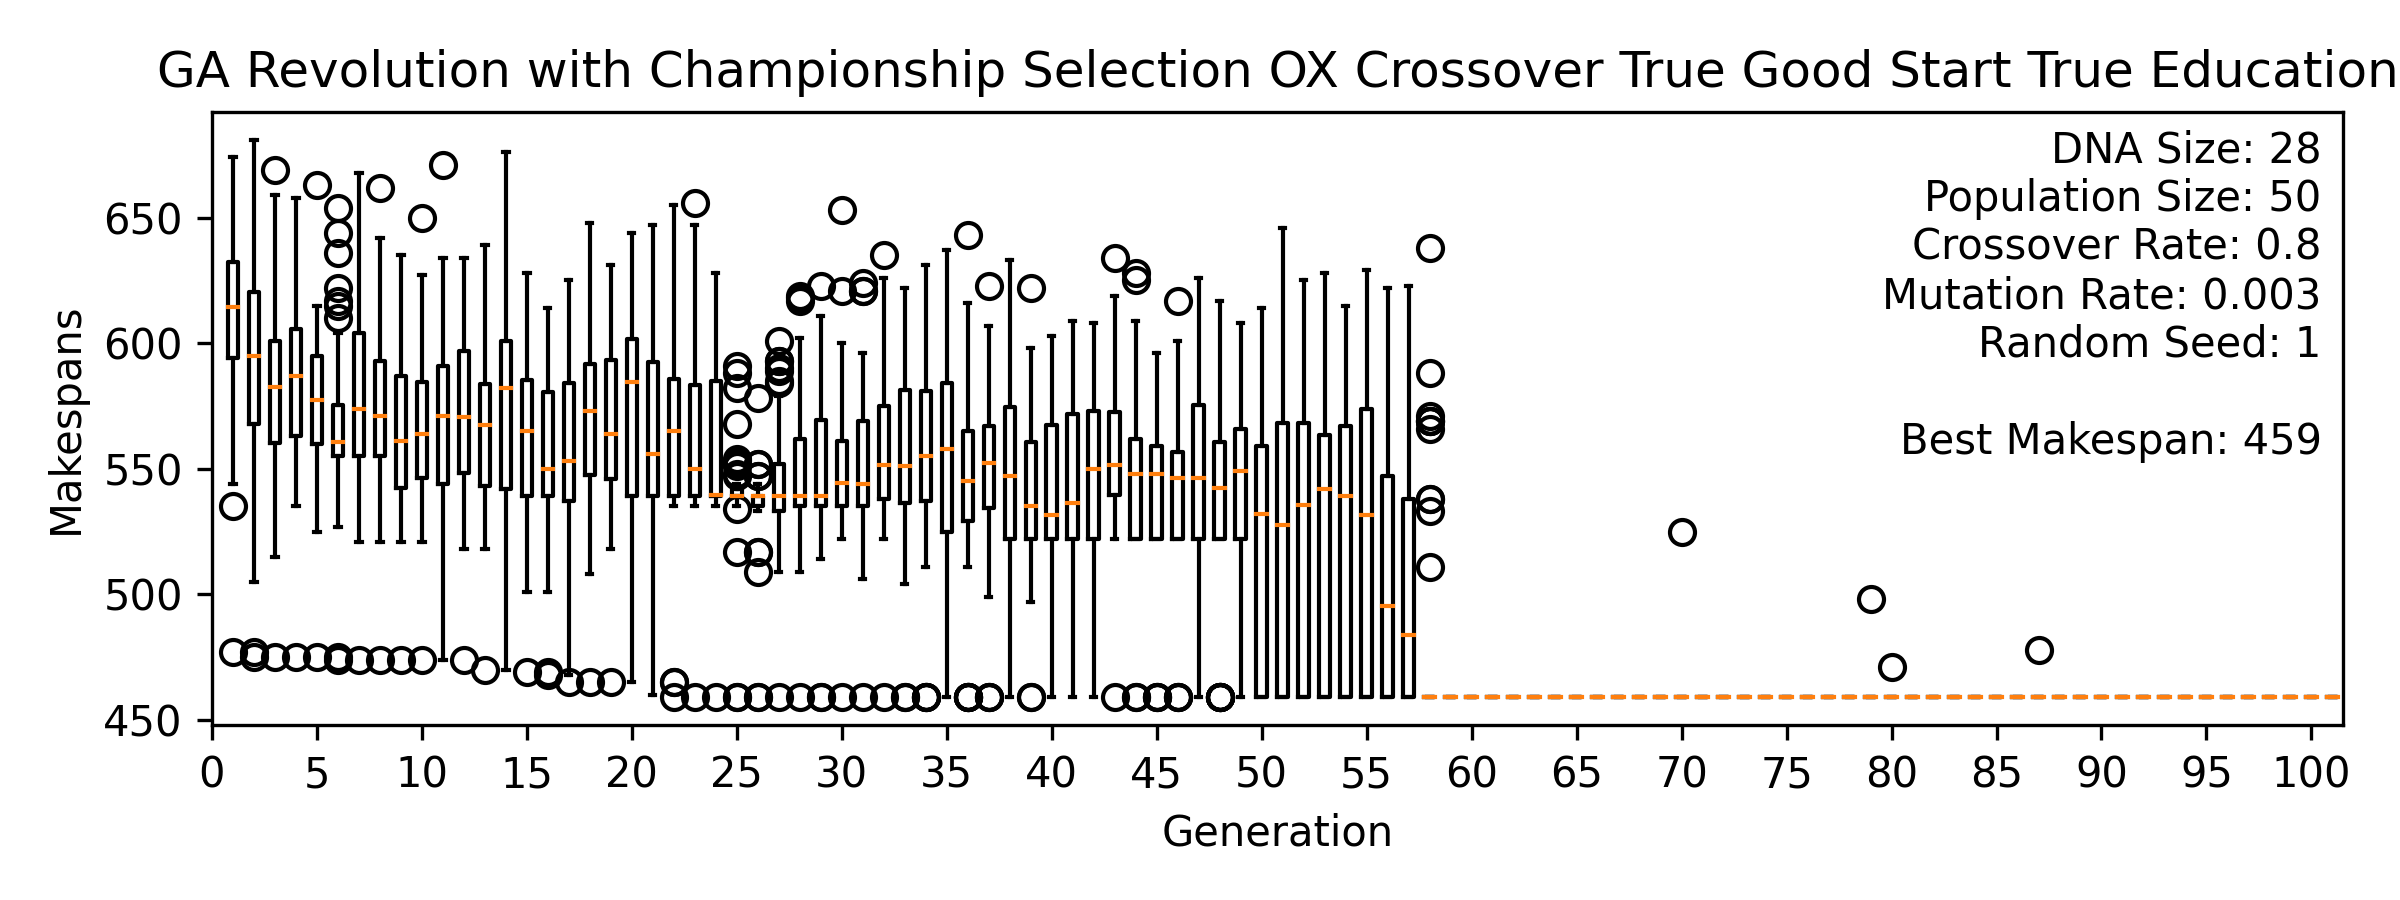 GA Revolution with Championship Selection OX Crossover True Good Start True Education
DNA Size: 28
Population Size: 50
Crossover Rate: 0.8
Mutation Rate: 0.003
Random Seed: 1
Best Makespan: 459
Makespans
650
600
550
500
450
0 5 10 15 20 25 30 35 40 45 50 55 60 65 70 75 80 85 90 95 100
Generation